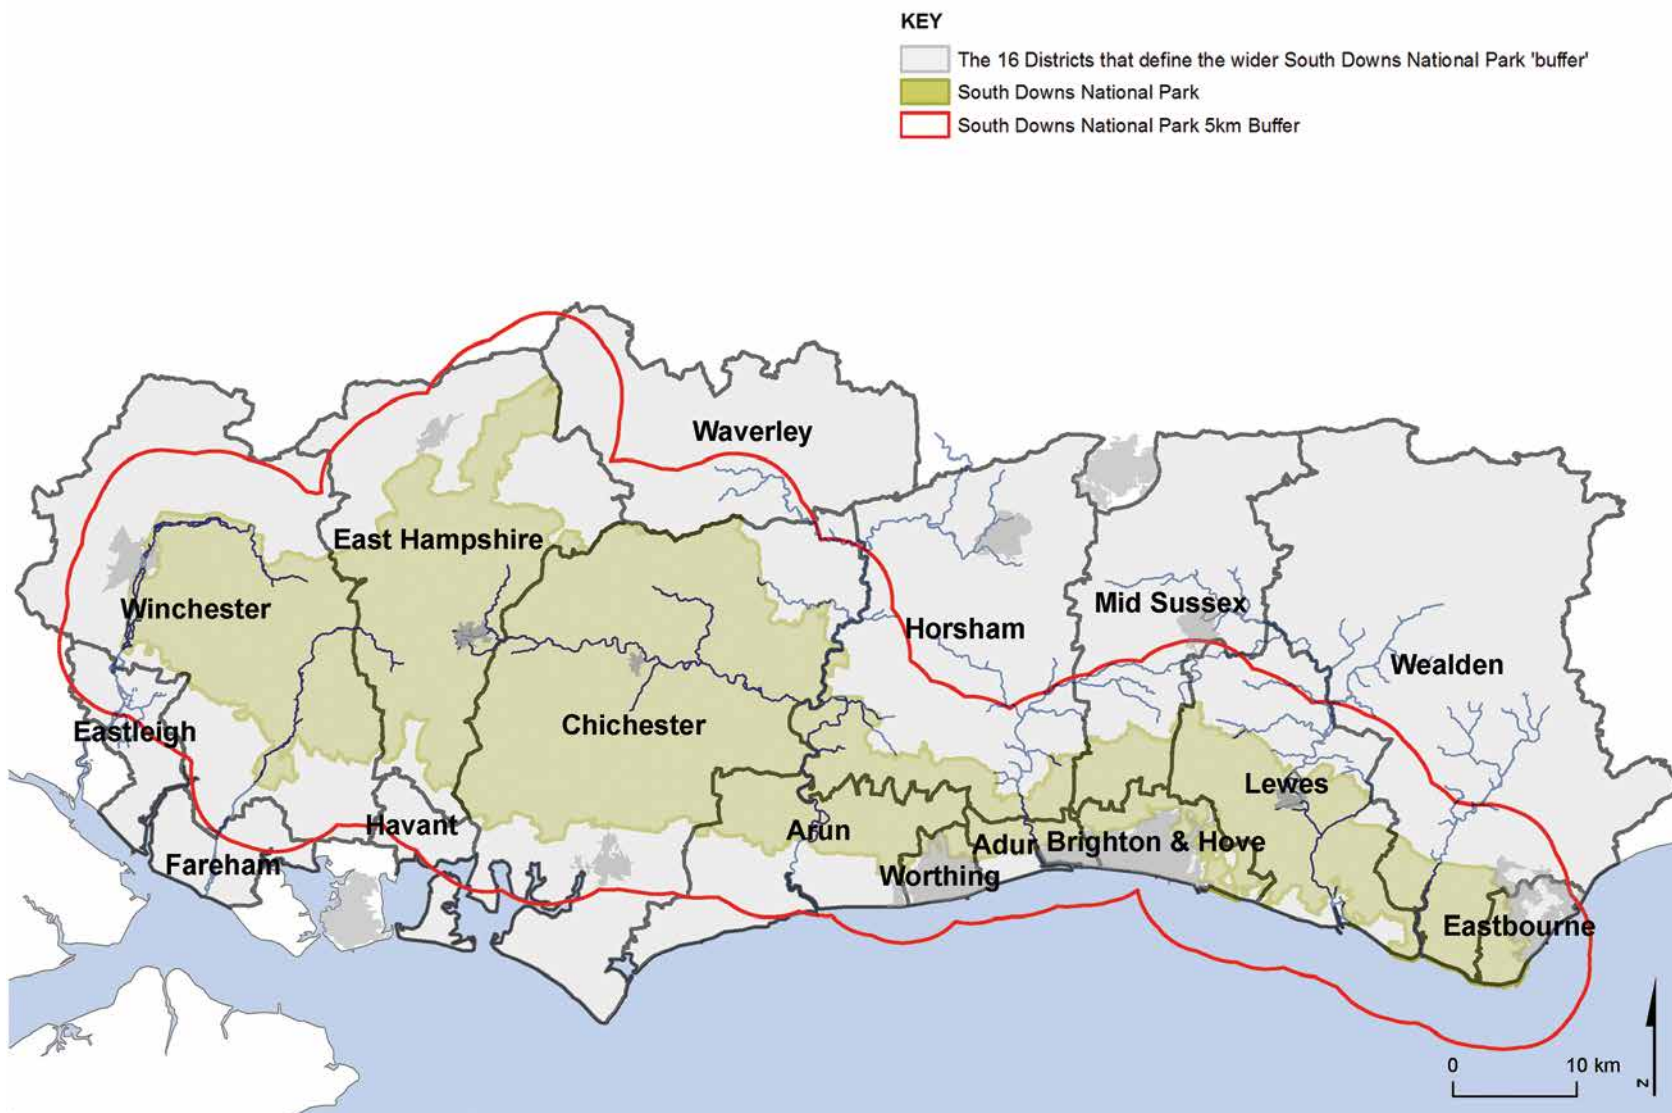 KEY
The 16 Districts that define the wider South Downs National Park 'buffer'
South Downs National Park
South Downs National Park 5km Buffer
Waverley
East Hampshire
Winchester
Mid Sussex
Horsham
Wealden
Chichester
Eastleigh
Lewes
Havant
Arun
Adur
Brighton & Hove
Fareham
Worthing
Eastbourne
0 10 km
N